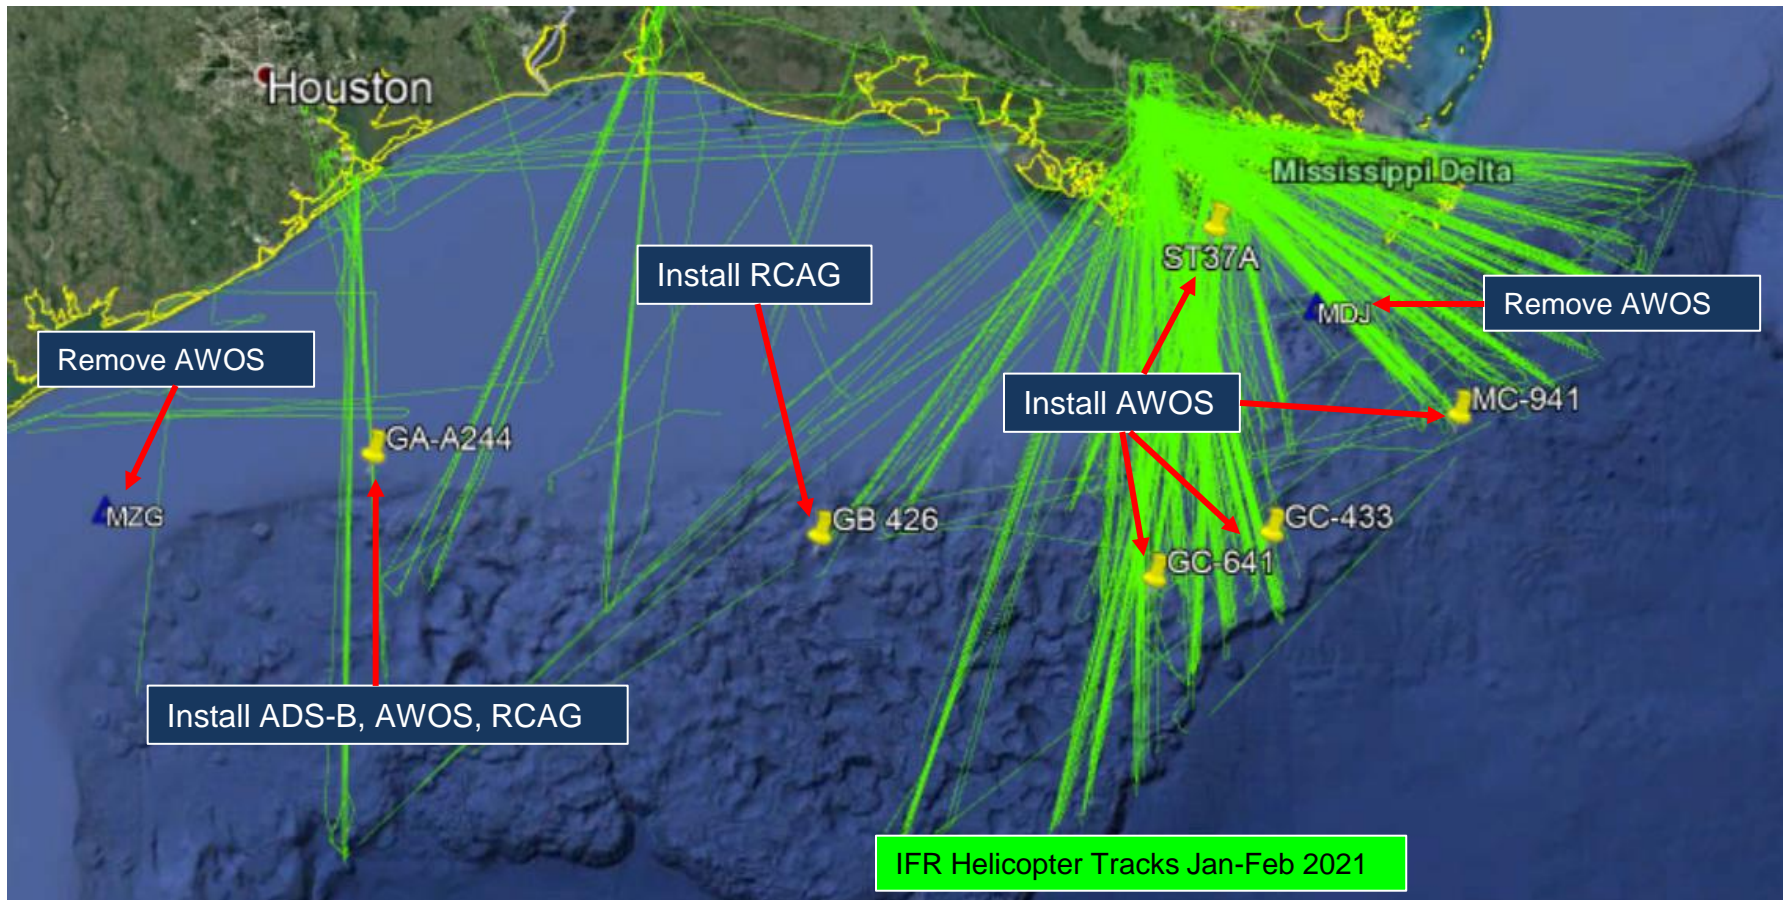 Houston
Mississippi Delta
ST37A
Install RCAG
Remove AWOS
MDJ
Remove AWOS
Install AWOS
MC-941
GA-A244
MZG
GB 426
GC-433
GC-641
Install ADS-B, AWOS, RCAG
IFR Helicopter Tracks Jan-Feb 2021